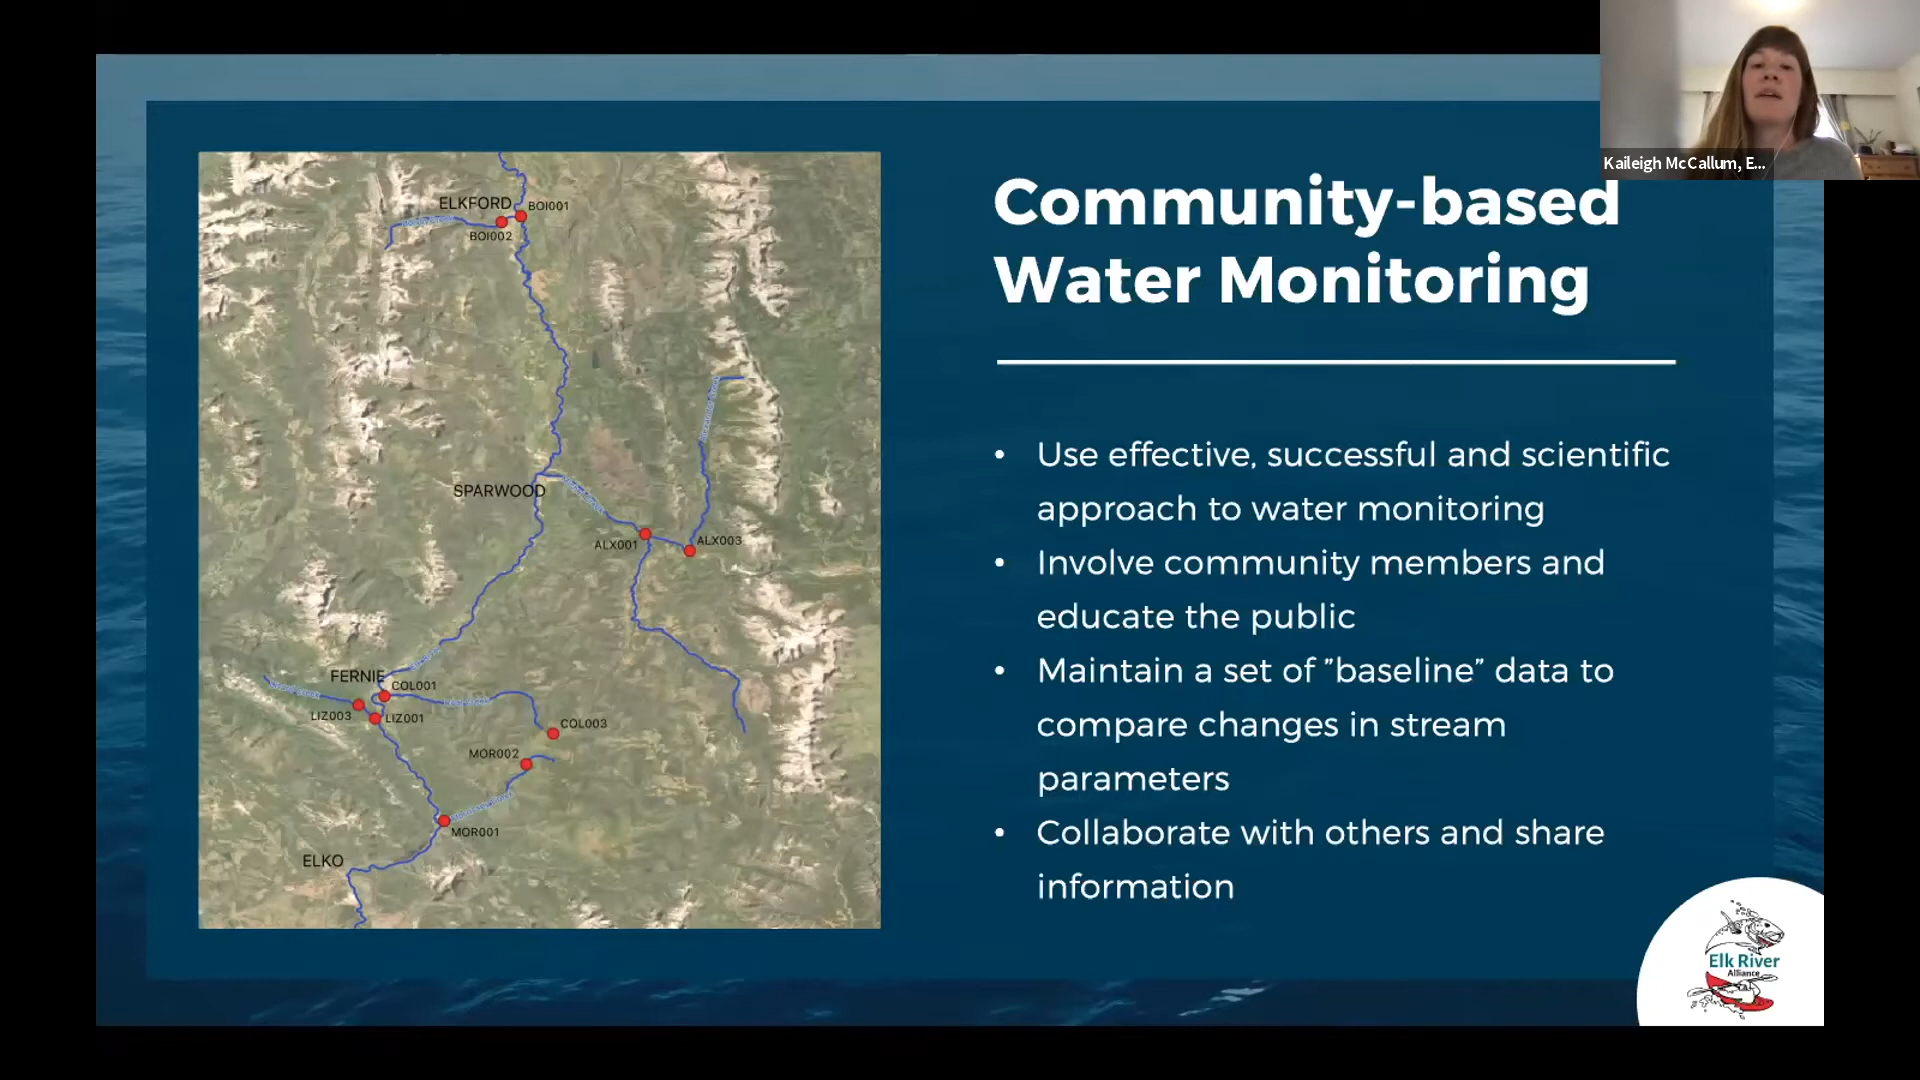 Kaileigh McCallum, E...
Community-based
Water Monitoring
• Use effective, successful and scientific
approach to water monitoring
• Involve community members and
educate the public
• Maintain a set of ”baseline” data to
compare changes in stream
parameters
• Collaborate with others and share
information
ELKFORD
BOI001
BOI002
SPARWOOD
ALX001
ALX003
FERNIE
COL001
LIZ003
LIZ001
COL003
MOR002
MOR001
ELKO
Elk River
Alliance